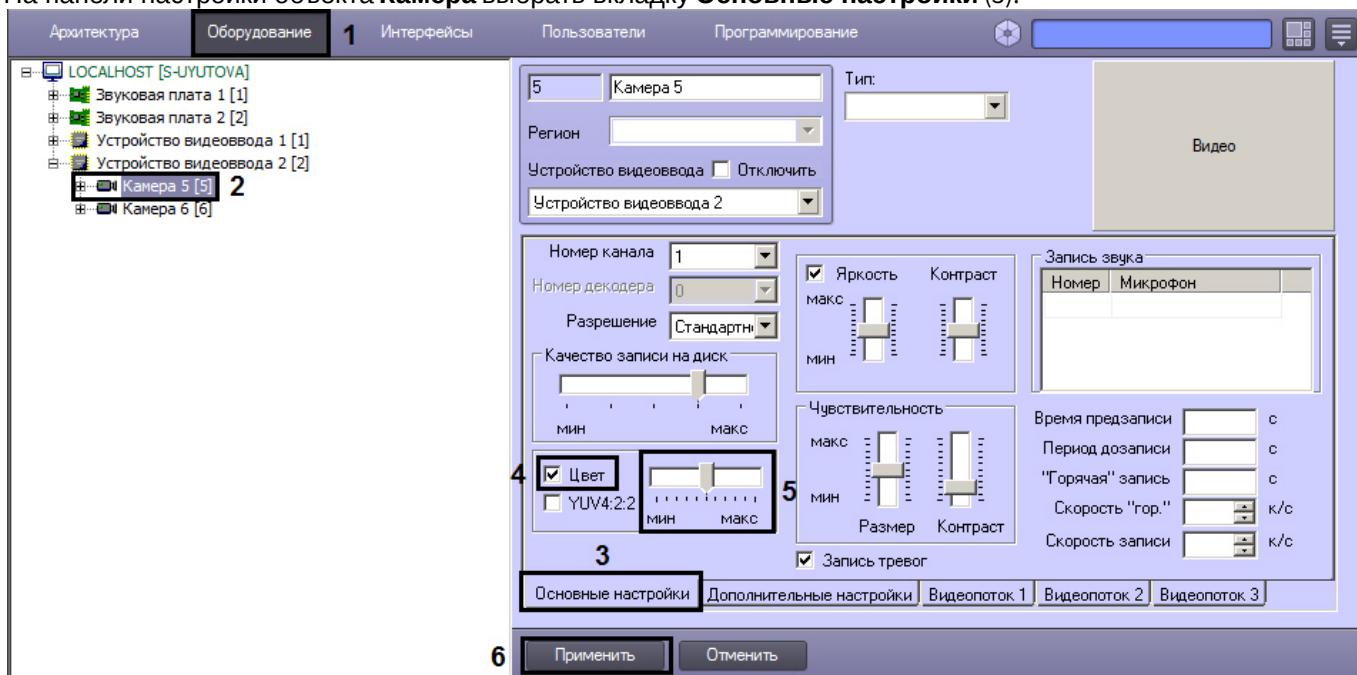 На панели настройки объекта Камера выбрать вкладку Основные настройки (3).
Архитектура Оборудование 1 Интерфейсы Пользователи Программирование
LOCALHOST [S-UYUTOVA]
Звуковая плата 1 [1]
Звуковая плата 2 [2]
Устройство видеоввода 1 [1]
Устройство видеоввода 2 [2]
Камера 5 [5] 2
Камера 6 [6]
5 Камера 5
Регион
Устройство видеоввода Отключить
Устройство видеоввода 2
Тип:
Видео
Номер канала 1
Номер декодера 0
Разрешение Стандартн
Качество записи на диск
мин макс
4 Цвет
YUV4:2:2
мин макс
5
3
Яркость Контраст
макс
мин
Чувствительность
макс
мин
Размер Контраст
Запись тревог
Запись звука
Номер Микрофон
Время предзаписи с
Период дозаписи с
"Горячая" запись с
Скорость "гор." к/с
Скорость записи к/с
Основные настройки Дополнительные настройки Видеопоток 1 Видеопоток 2 Видеопоток 3
6 Применить Отменить